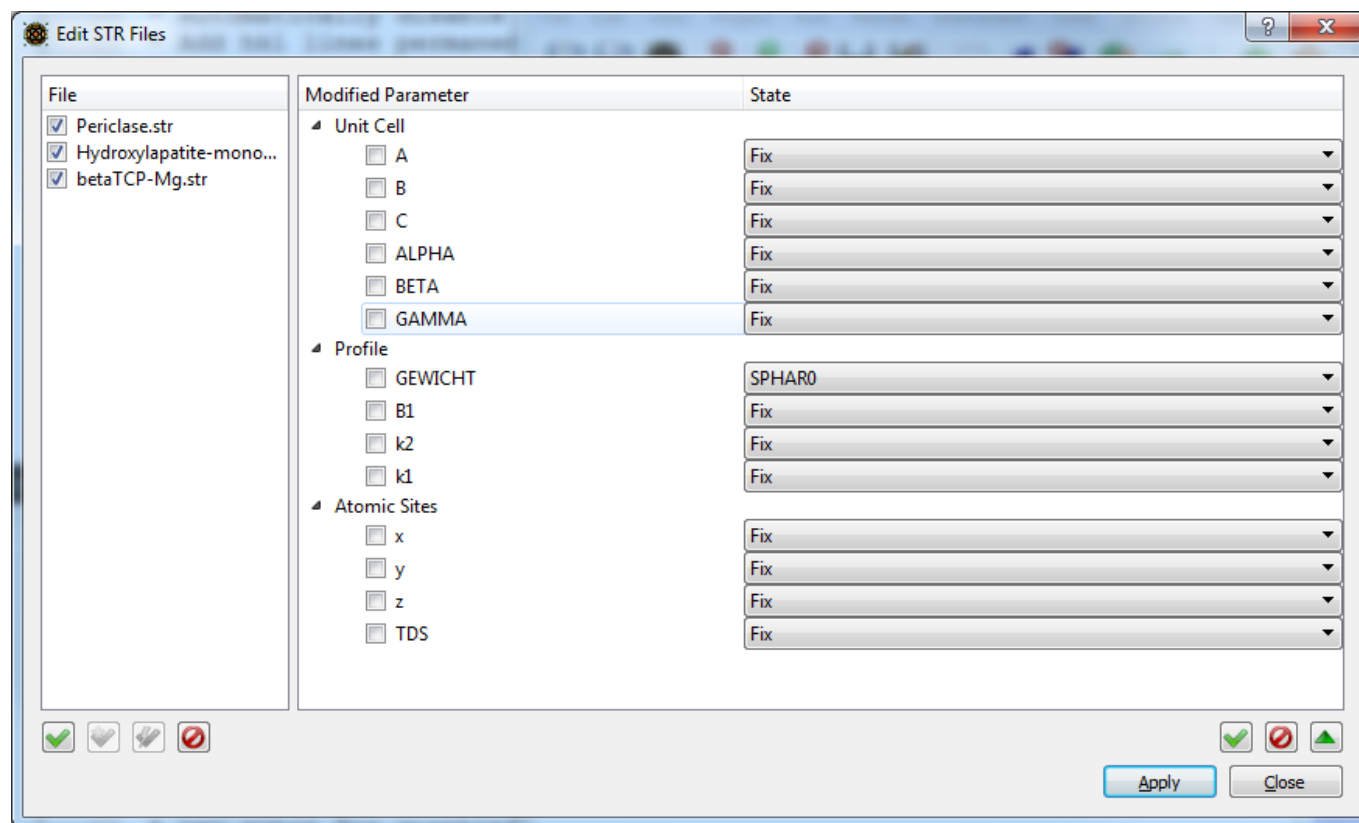 Edit STR Files
File
Modified Parameter State
Periclase.str
Hydroxylapatite-mono...
betaTCP-Mg.str
Unit Cell
A Fix
B Fix
C Fix
ALPHA Fix
BETA Fix
GAMMA Fix
Profile
GEWICHT SPHAR0
B1 Fix
k2 Fix
k1 Fix
Atomic Sites
x Fix
y Fix
z Fix
TDS Fix
Apply Close